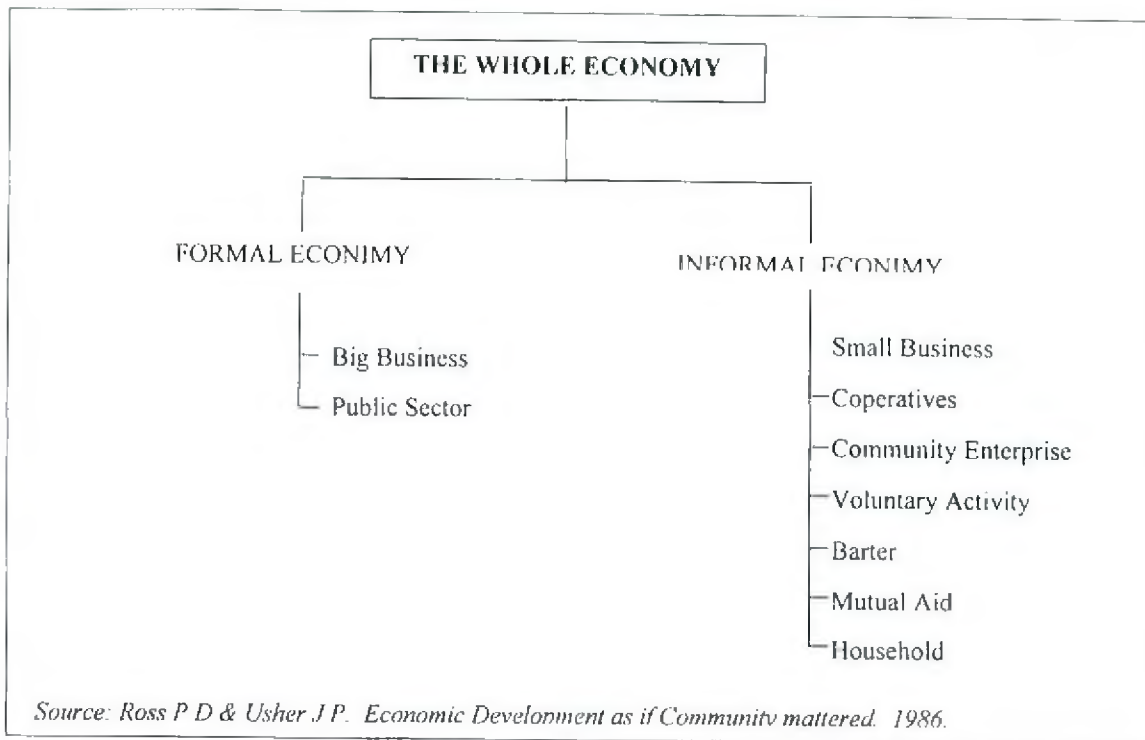 THE WHOLE ECONOMY
FORMAL ECONIMY
INFORMAL ECONIMY
Big Business
Public Sector
Small Business
Coperatives
Community Enterprise
Voluntary Activity
Barter
Mutual Aid
Household
Source: Ross P D & Usher J P. Economic Development as if Community mattered. 1986.